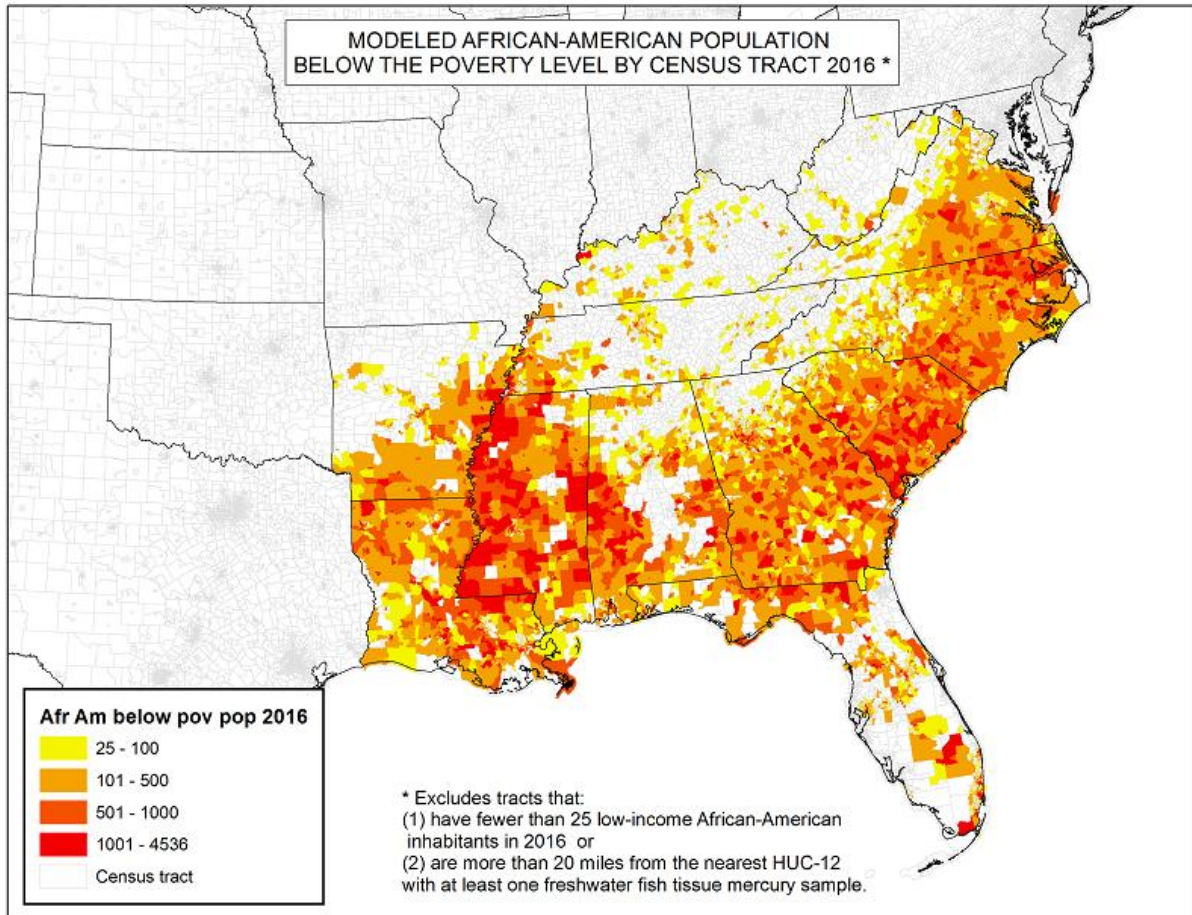 MODELED AFRICAN-AMERICAN POPULATION
BELOW THE POVERTY LEVEL BY CENSUS TRACT 2016 *
Afr Am below pov pop 2016
25 - 100
101 - 500
501 - 1000
1001 - 4536
Census tract
* Excludes tracts that:
(1) have fewer than 25 low-income African-American
inhabitants in 2016 or
(2) are more than 20 miles from the nearest HUC-12
with at least one freshwater fish tissue mercury sample.